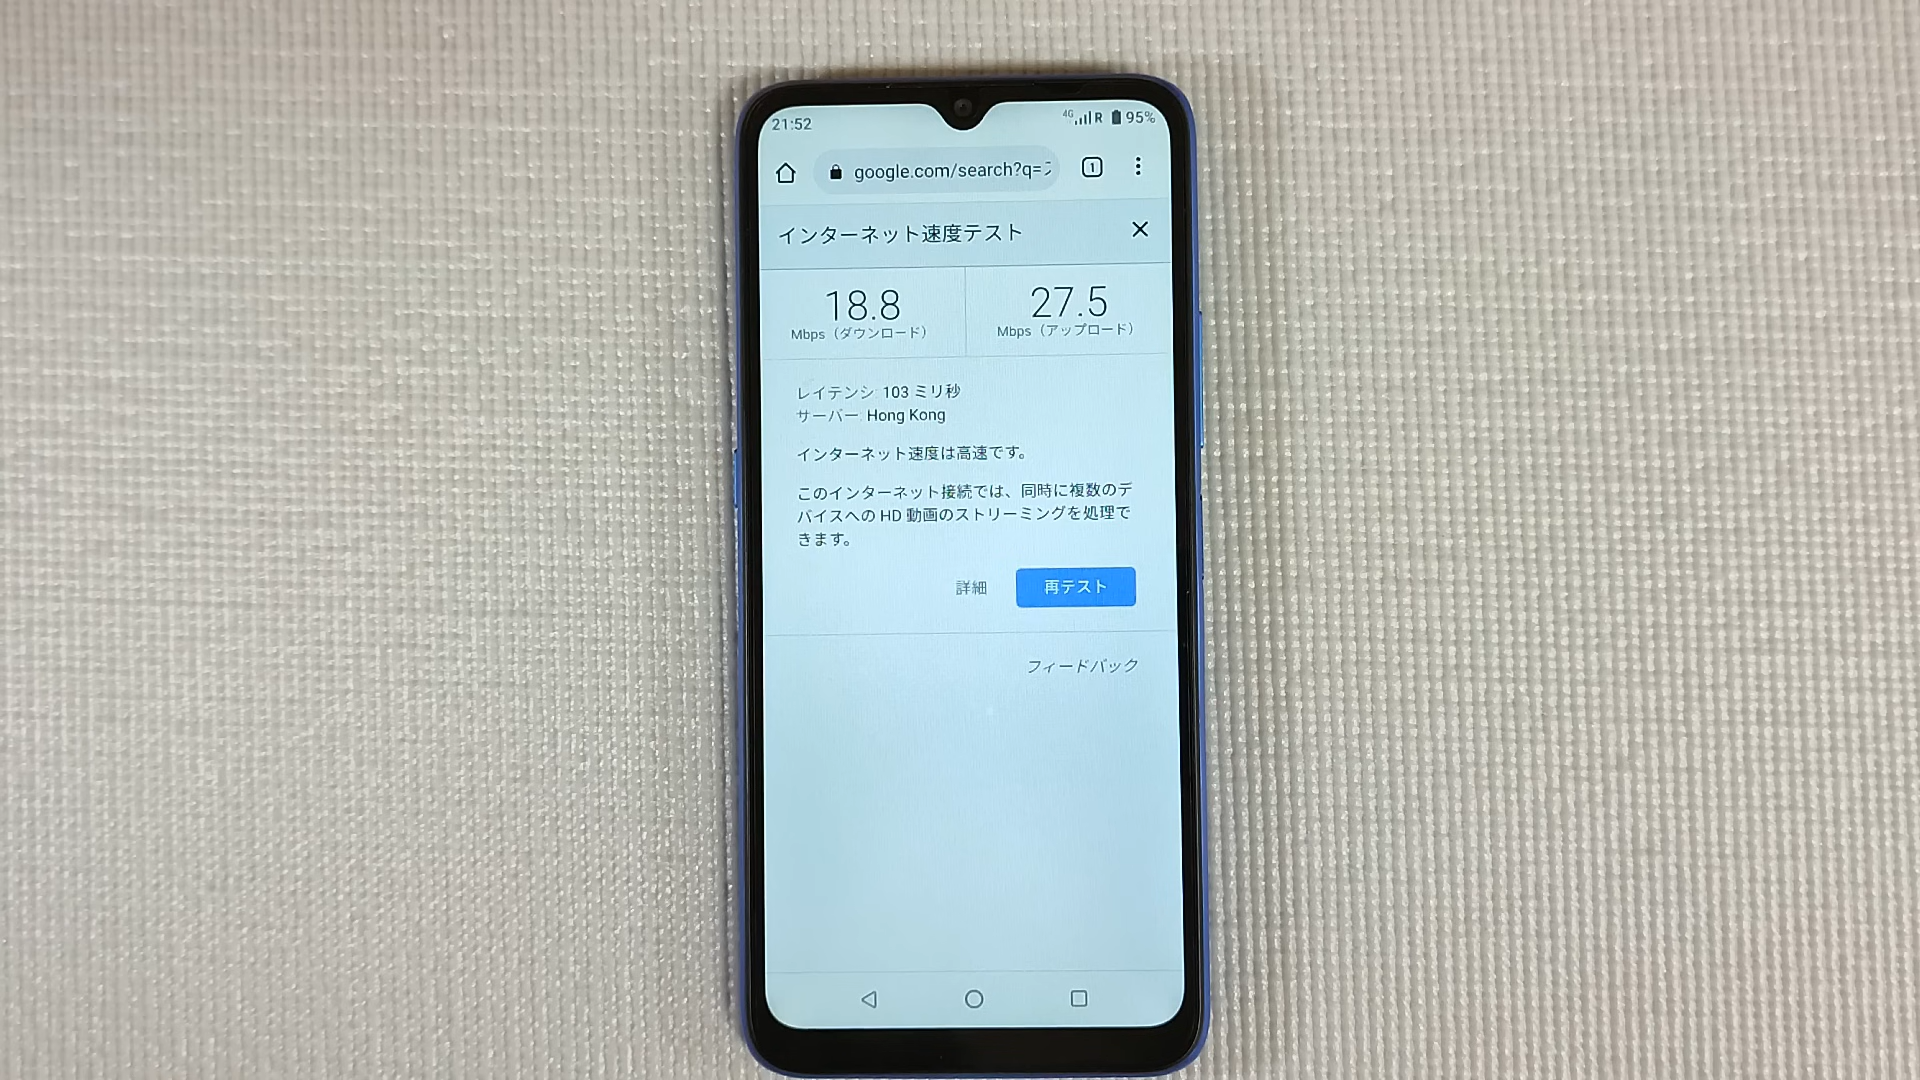 21:52
4G R 95%
google.com/search?q=
1
インターネット速度テスト
18.8
Mbps（ダウンロード）
27.5
Mbps（アップロード）
レイテンシ: 103 ミリ秒
サーバー: Hong Kong
インターネット速度は高速です。
このインターネット接続では、同時に複数のデ
バイスへの HD 動画のストリーミングを処理で
きます。
詳細
再テスト
フィードバック